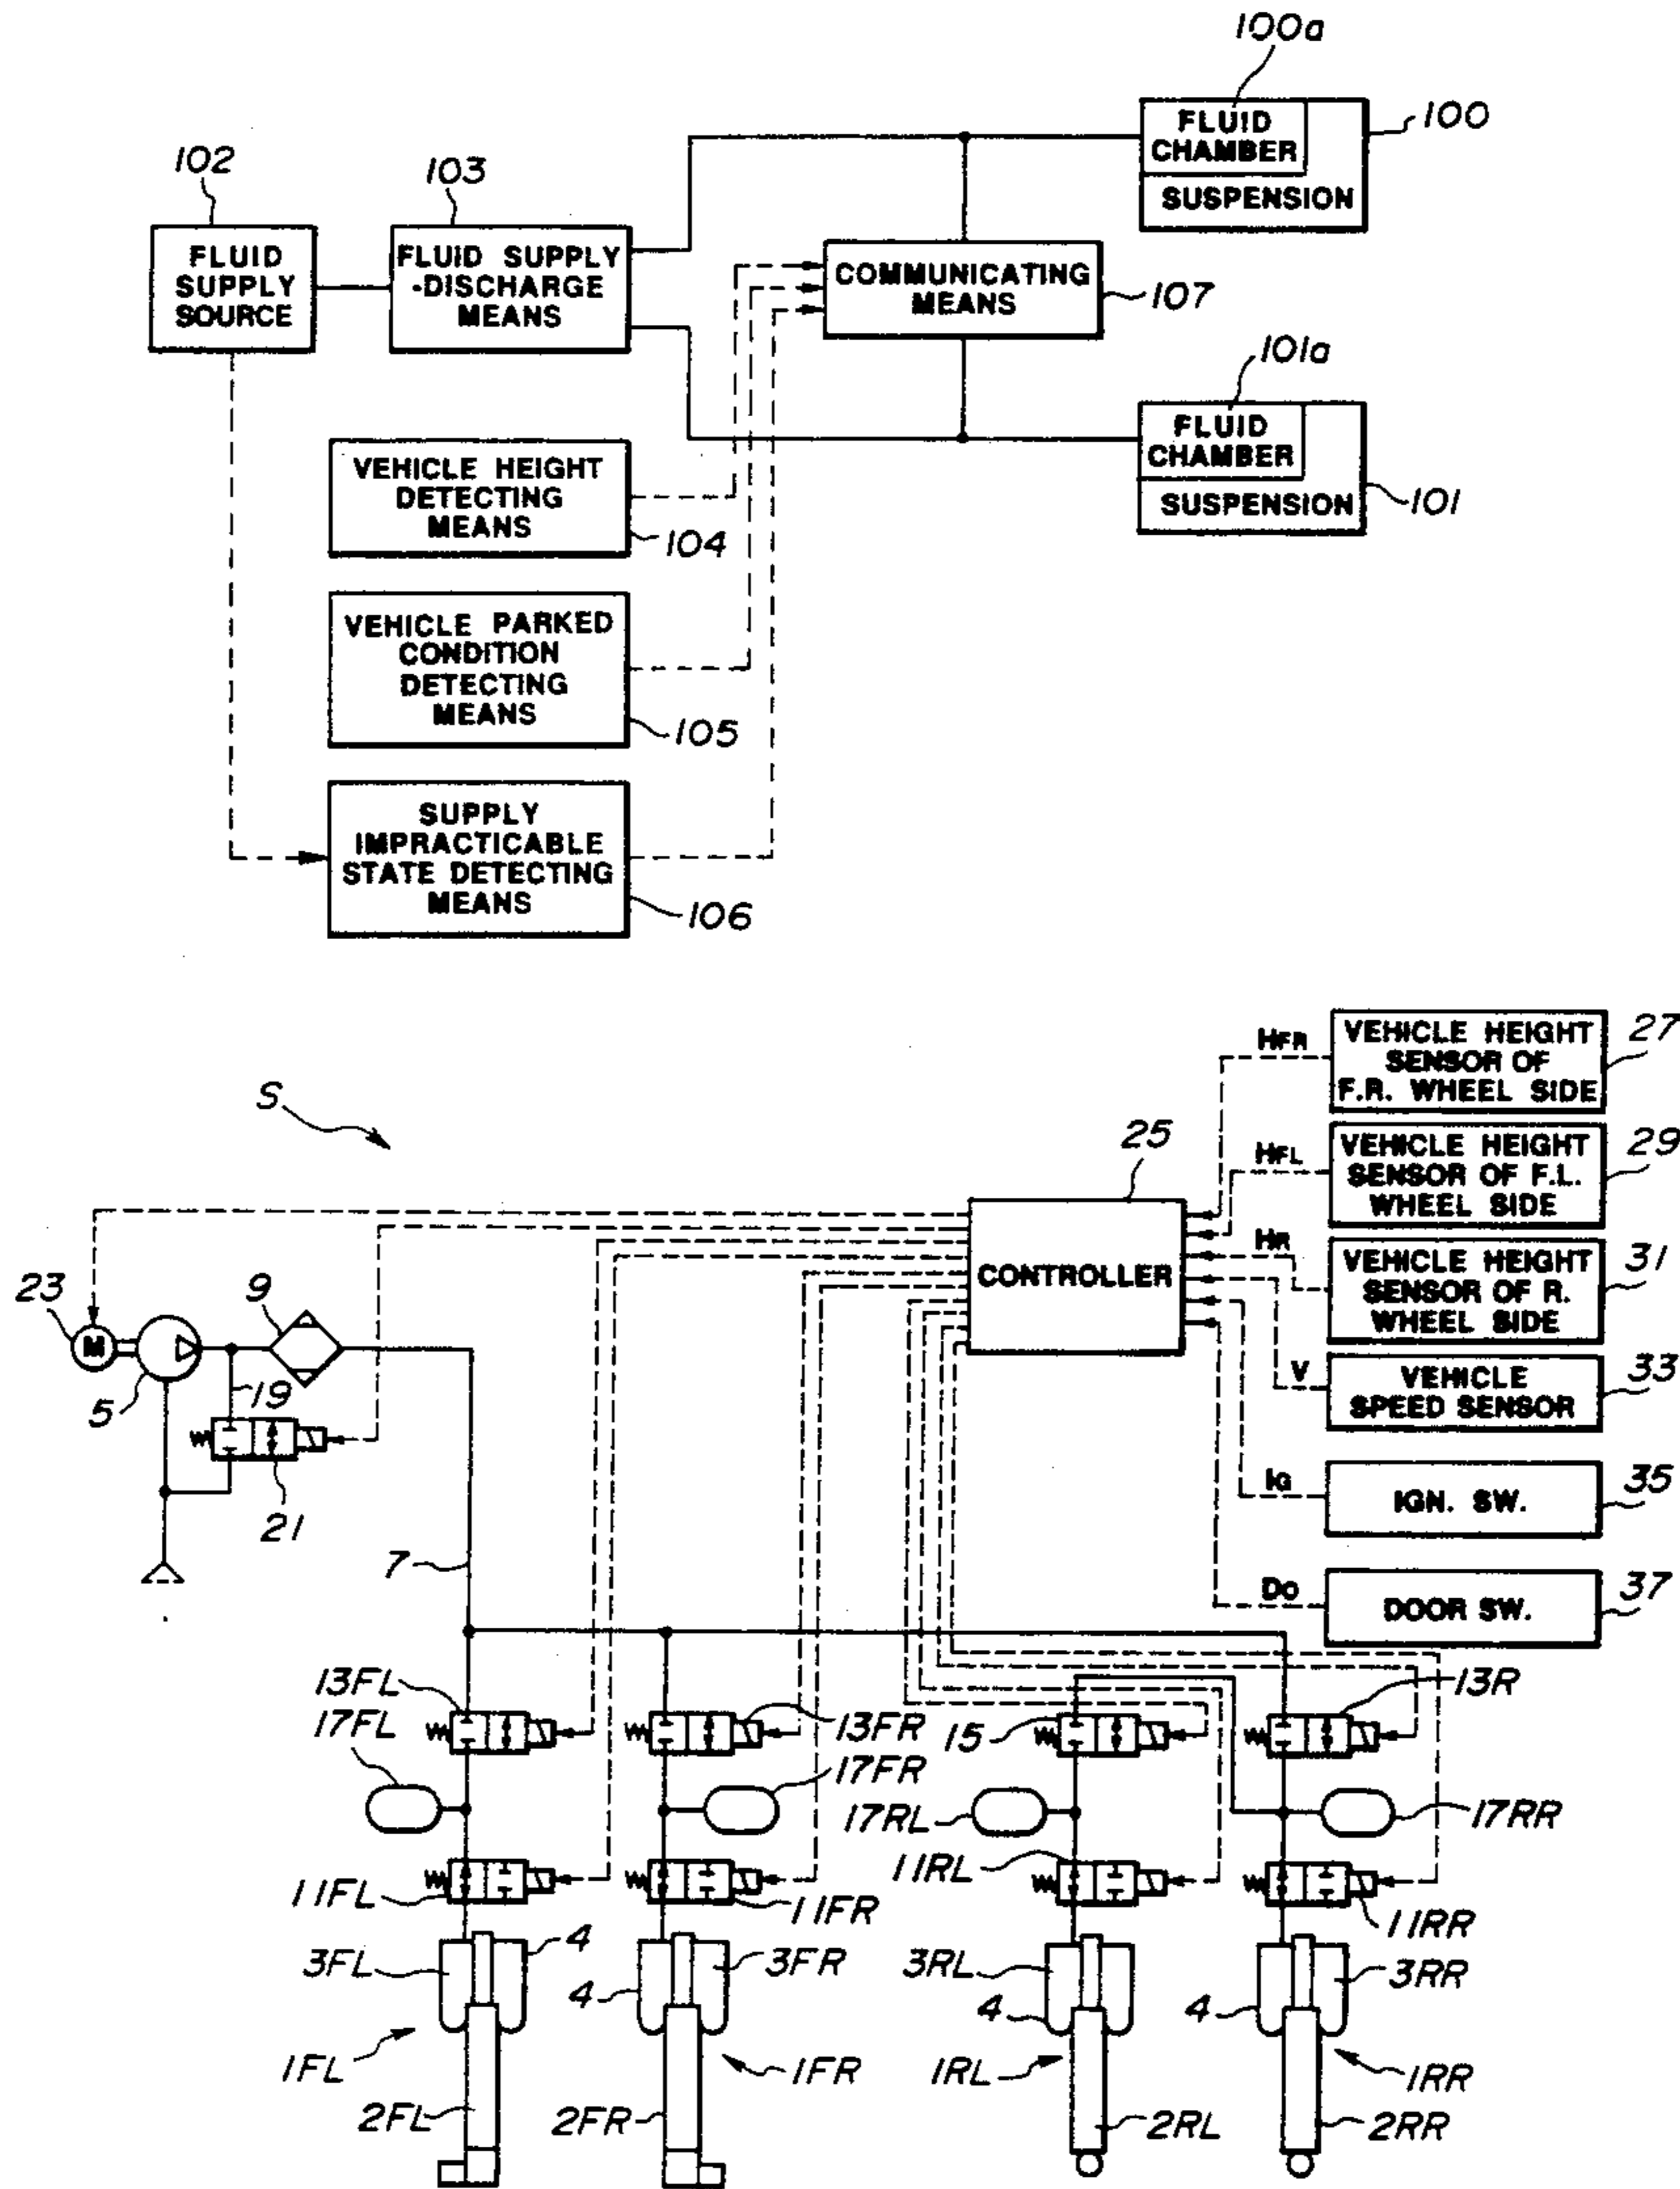 100a
FLUID
CHAMBER
100
SUSPENSION
102
103
FLUID
SUPPLY
SOURCE
FLUID SUPPLY
-DISCHARGE
MEANS
COMMUNICATING
MEANS
107
101a
FLUID
CHAMBER
SUSPENSION
101
VEHICLE HEIGHT
DETECTING
MEANS
104
VEHICLE PARKED
CONDITION
DETECTING
MEANS
105
SUPPLY
IMPRACTICABLE
STATE DETECTING
MEANS
106
S
25
CONTROLLER
HFR
VEHICLE HEIGHT
SENSOR OF
F.R. WHEEL SIDE
27
HFL
VEHICLE HEIGHT
SENSOR OF F.L.
WHEEL SIDE
29
HR
VEHICLE HEIGHT
SENSOR OF R.
WHEEL SIDE
31
V
VEHICLE
SPEED SENSOR
33
IG
IGN. SW.
35
DO
DOOR SW.
37
23
M
5
9
19
21
7
13FL
13FR
15
13R
17FL
17FR
17RL
17RR
11FL
11FR
11RL
11RR
3FL
4
4
3FR
3RL
4
4
3RR
1FL
1FR
1RL
1RR
2FL
2FR
2RL
2RR